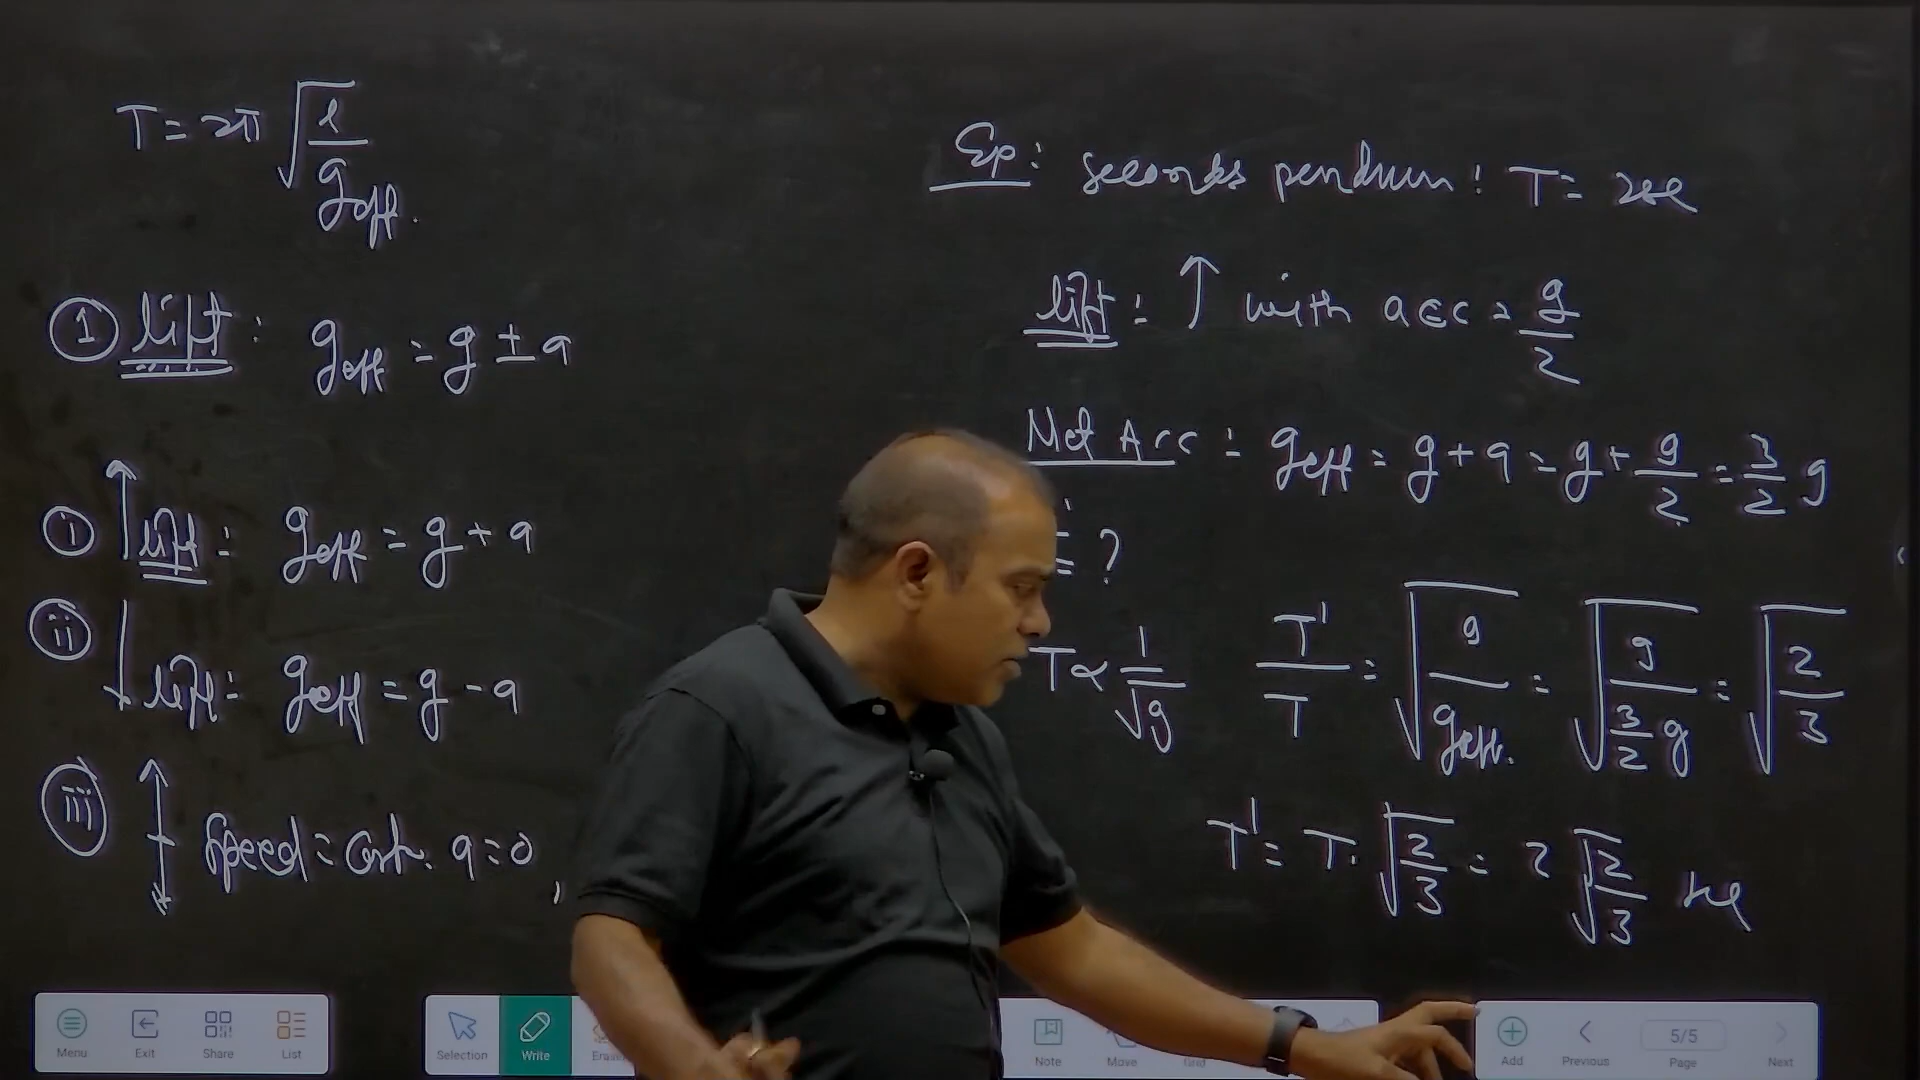 T = 2π √(l/g_eff.)
① lift : g_eff = g ± a
ⓘ ↑ lift : g_eff = g + a
ⓘⓘ ↓ lift : g_eff = g - a
ⓘⓘⓘ ↕ Speed = cst. a = 0,
Ep : seconds pendrum : T = 2 sec
lift : ↑ with acc = g/2
Net Acc : g_eff = g + a = g + g/2 = 3/2 g
= ?
T ∝ 1/√g T'/T = √(g/g_eff.) = √(g/(3/2 g)) = √(2/3)
T' = T. √(2/3) = 2 √(2/3) sec
Menu Exit Share List
Selection Write
Note Move
Add Previous 5/5 Page Next